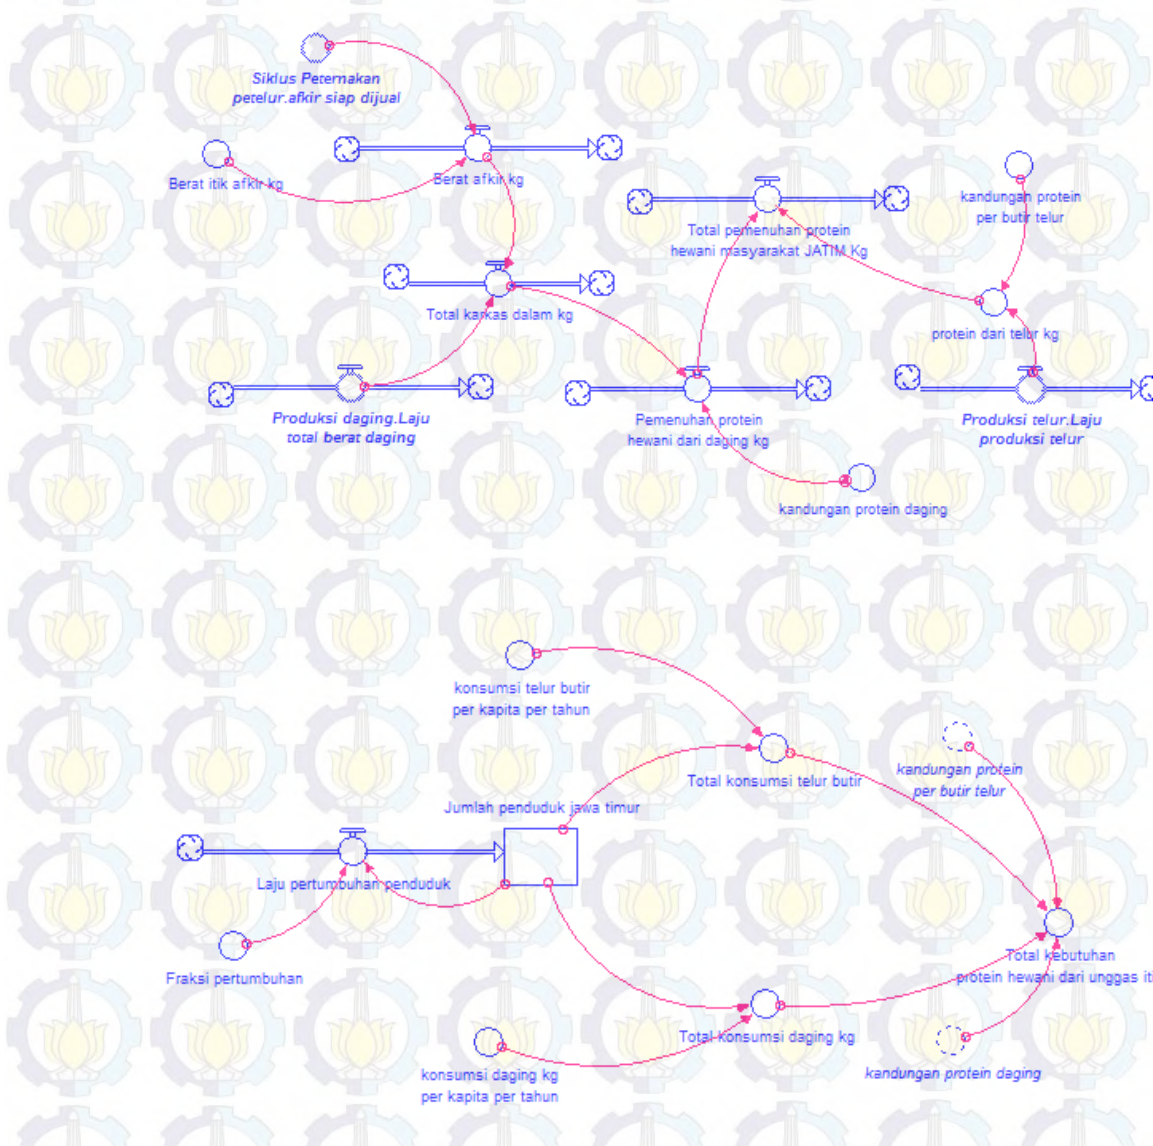 Siklus Peternakan
petelur.afkir siap dijual
Berat itik afkir kg
Berat afkir kg
kandungan protein
per butir telur
Total pemenuhan protein
hewani masyarakat JATIM Kg
Total karkas dalam kg
protein dari telur kg
Produksi daging.Laju
total berat daging
Pemenuhan protein
hewani dari daging kg
Produksi telur.Laju
produksi telur
kandungan protein daging
konsumsi telur butir
per kapita per tahun
kandungan protein
per butir telur
Total konsumsi telur butir
Jumlah penduduk jawa timur
Laju pertumbuhan penduduk
Fraksi pertumbuhan
Total kebutuhan
protein hewani dari unggas iti
Total konsumsi daging kg
konsumsi daging kg
per kapita per tahun
kandungan protein daging